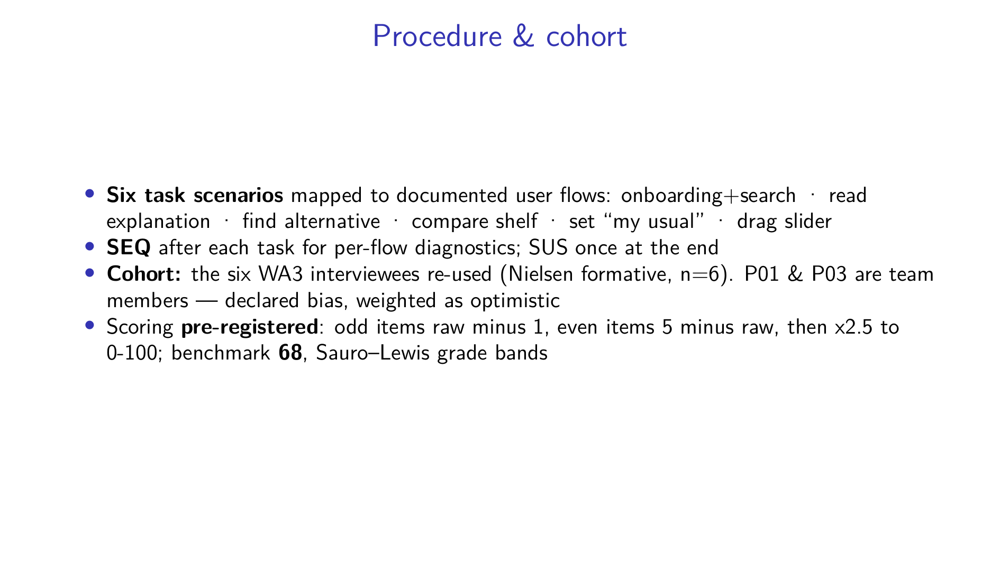 Procedure & cohort
• Six task scenarios mapped to documented user flows: onboarding+search · read
explanation · find alternative · compare shelf · set “my usual” · drag slider
• SEQ after each task for per-flow diagnostics; SUS once at the end
• Cohort: the six WA3 interviewees re-used (Nielsen formative, n=6). P01 & P03 are team
members — declared bias, weighted as optimistic
• Scoring pre-registered: odd items raw minus 1, even items 5 minus raw, then x2.5 to
0-100; benchmark 68, Sauro–Lewis grade bands